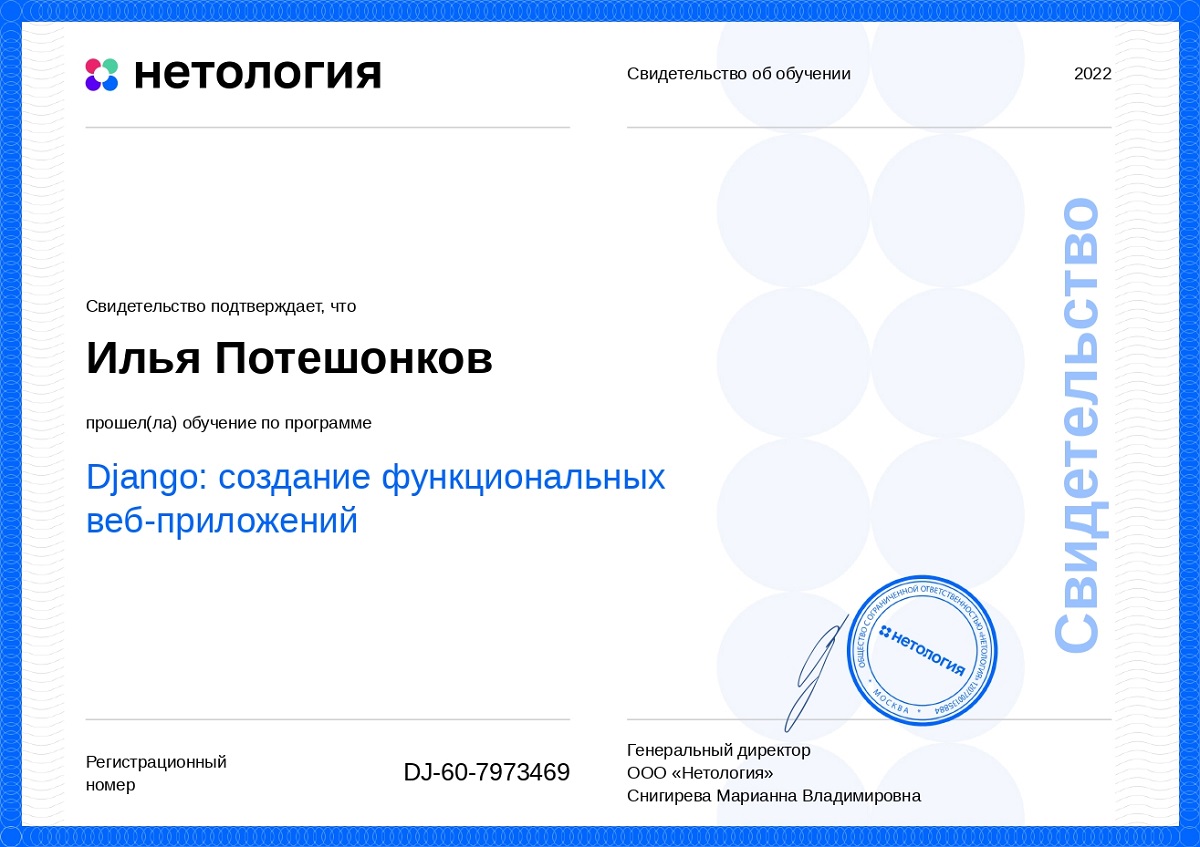 нетология
Свидетельство об обучении
2022
Свидетельство подтверждает, что
Илья Потешонков
прошел(ла) обучение по программе
Django: создание функциональных
веб-приложений
Свидетельство
ОБЩЕСТВО С ОГРАНИЧЕННОЙ ОТВЕТСТВЕННОСТЬЮ «НЕТОЛОГИЯ»
* МОСКВА *
нетология
Регистрационный
номер
DJ-60-7973469
Генеральный директор
ООО «Нетология»
Снигирева Марианна Владимировна